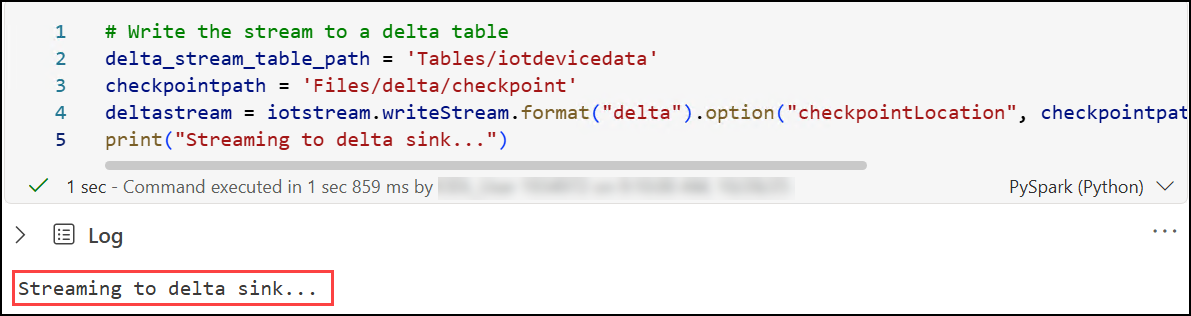 1 # Write the stream to a delta table
2 delta_stream_table_path = 'Tables/iotdevicedata'
3 checkpointpath = 'Files/delta/checkpoint'
4 deltastream = iotstream.writeStream.format("delta").option("checkpointLocation", checkpointpat
5 print("Streaming to delta sink...")
1 sec - Command executed in 1 sec 859 ms by
PySpark (Python)
Log
Streaming to delta sink...